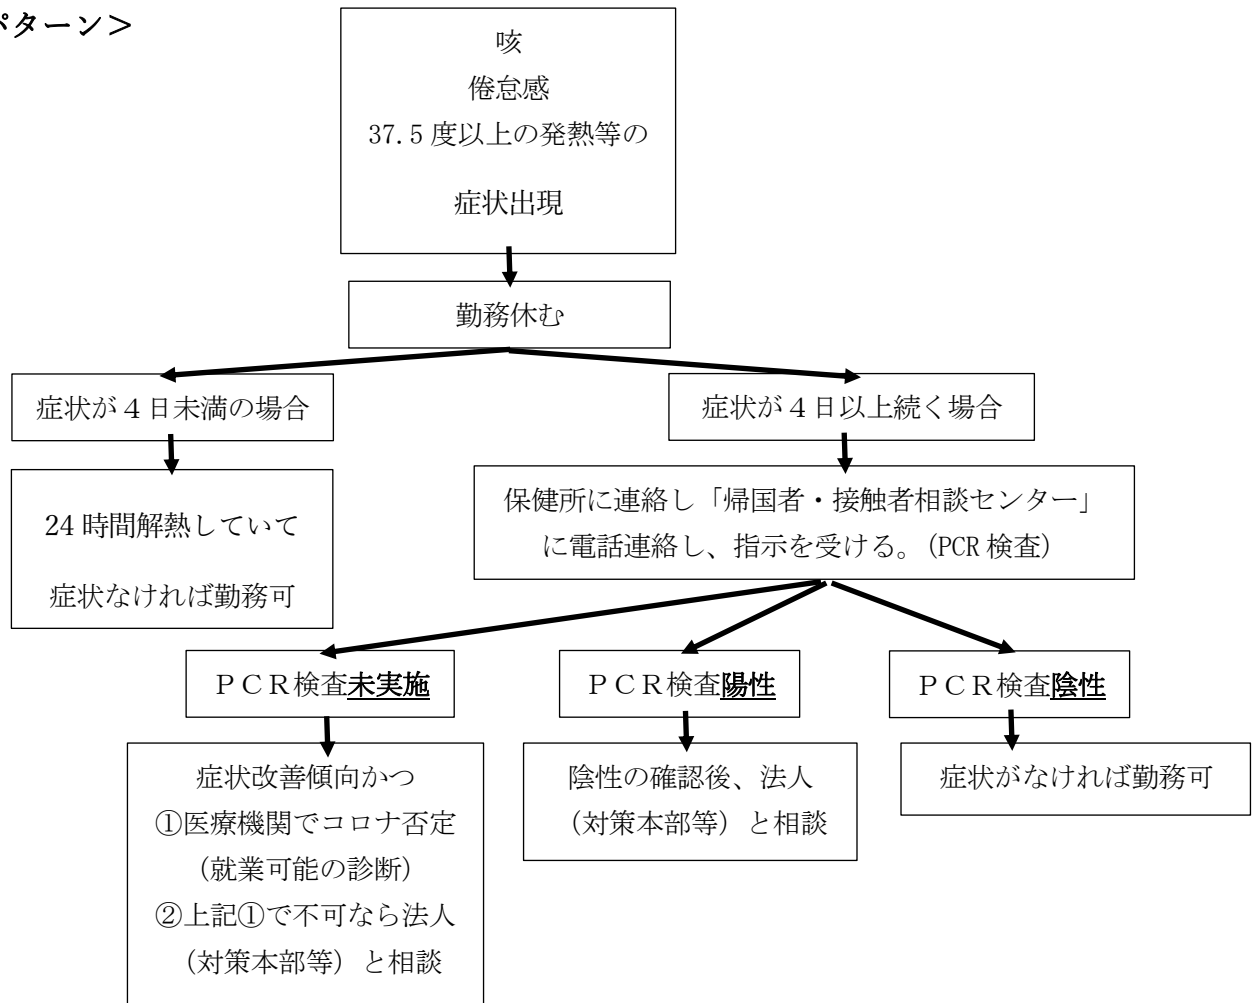 パターン＞
咳
倦怠感
37.5度以上の発熱等の
症状出現
勤務休む
症状が４日未満の場合
症状が４日以上続く場合
24時間解熱していて
症状なければ勤務可
保健所に連絡し「帰国者・接触者相談センター」
に電話連絡し、指示を受ける。（PCR検査）
ＰＣＲ検査未実施
ＰＣＲ検査陽性
ＰＣＲ検査陰性
症状改善傾向かつ
①医療機関でコロナ否定
（就業可能の診断）
②上記①で不可なら法人
（対策本部等）と相談
陰性の確認後、法人
（対策本部等）と相談
症状がなければ勤務可